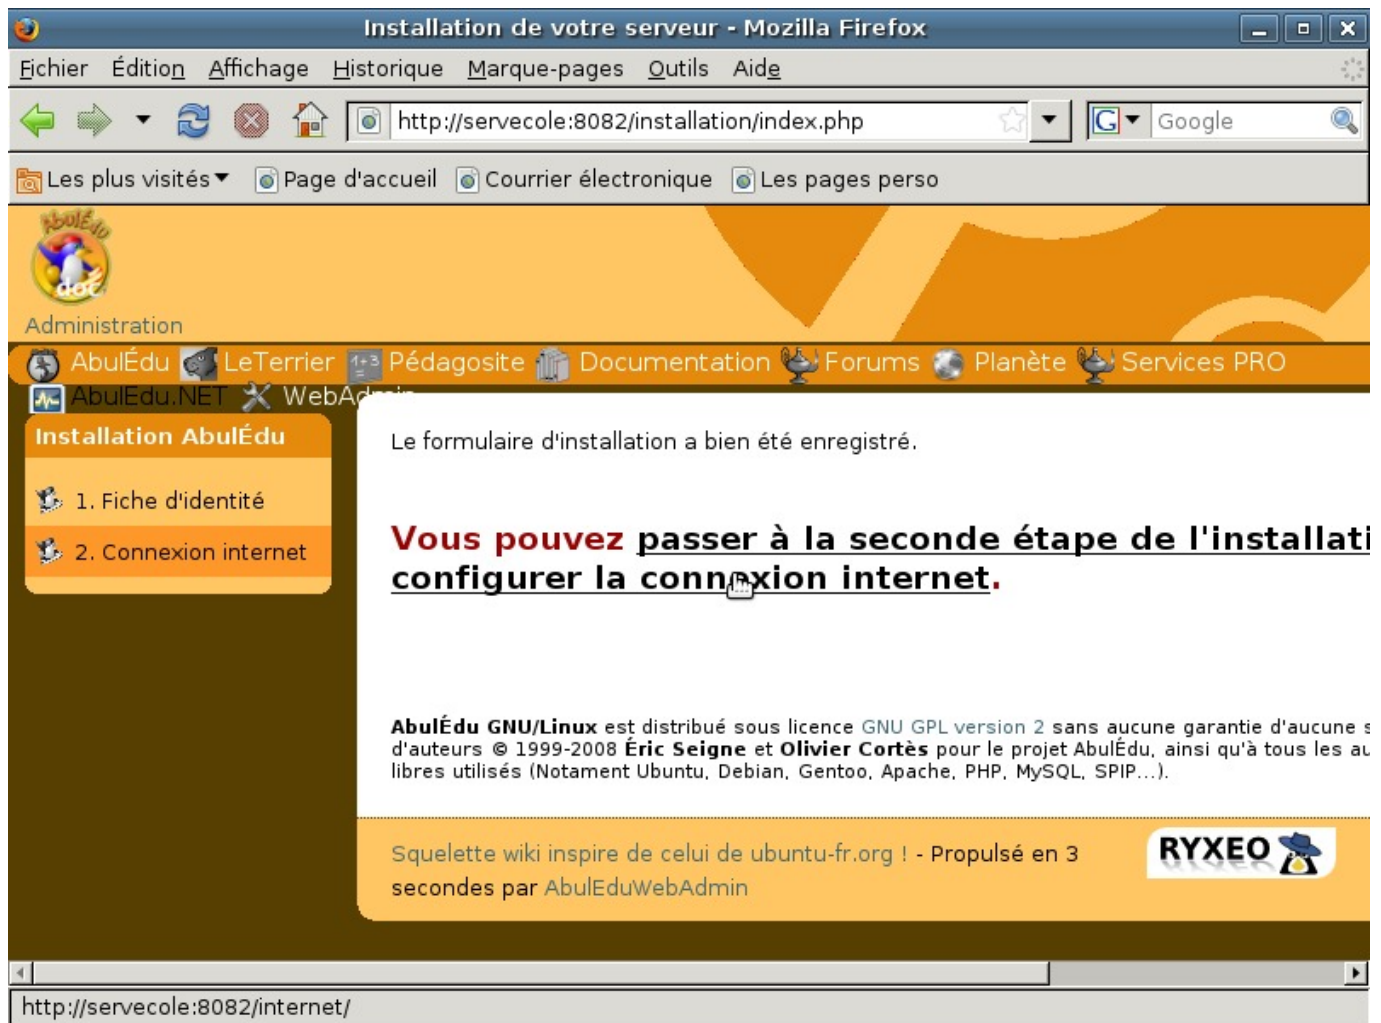 Installation de votre serveur - Mozilla Firefox
Fichier Édition Affichage Historique Marque-pages Outils Aide
http://servecole:8082/installation/index.php G Google
Les plus visités Page d'accueil Courrier électronique Les pages perso
AbulÉdu
doc
Administration
AbulÉdu LeTerrier 1+3 Pédagosite Documentation Forums Planète Services PRO
AbulEdu.NET WebAdmin
Installation AbulÉdu
1. Fiche d'identité
2. Connexion internet
Le formulaire d'installation a bien été enregistré.
Vous pouvez passer à la seconde étape de l'installati
configurer la connexion internet.
AbulÉdu GNU/Linux est distribué sous licence GNU GPL version 2 sans aucune garantie d'aucune s
d'auteurs © 1999-2008 Éric Seigne et Olivier Cortès pour le projet AbulÉdu, ainsi qu'à tous les au
libres utilisés (Notament Ubuntu, Debian, Gentoo, Apache, PHP, MySQL, SPIP...).
Squelette wiki inspire de celui de ubuntu-fr.org ! - Propulsé en 3
secondes par AbulEduWebAdmin
RYXEO
http://servecole:8082/internet/